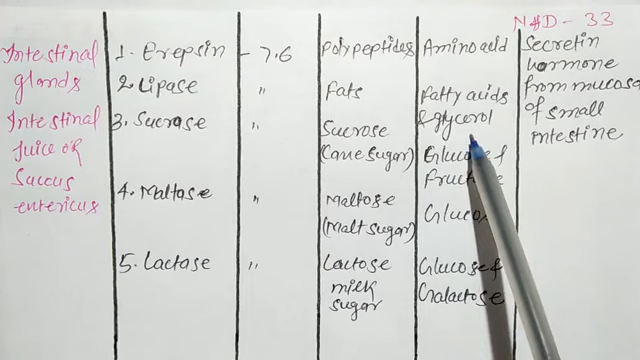 N&D - 33
Intestinal
glands
Intestinal
Juice or
Succus
entericus
1. Erepsin - 7.6 Polypeptides Amino acid
2. Lipase " Fats Fatty acids
& glycerol
3. Sucrase " Sucrose
(Cane sugar) Glucose &
Fructose
4. Maltase " Maltose Glucose
(Malt sugar)
5. Lactase " Lactose Glucose &
milk Galactose
sugar
Secretin
hormone
from mucosa
of small
intestine